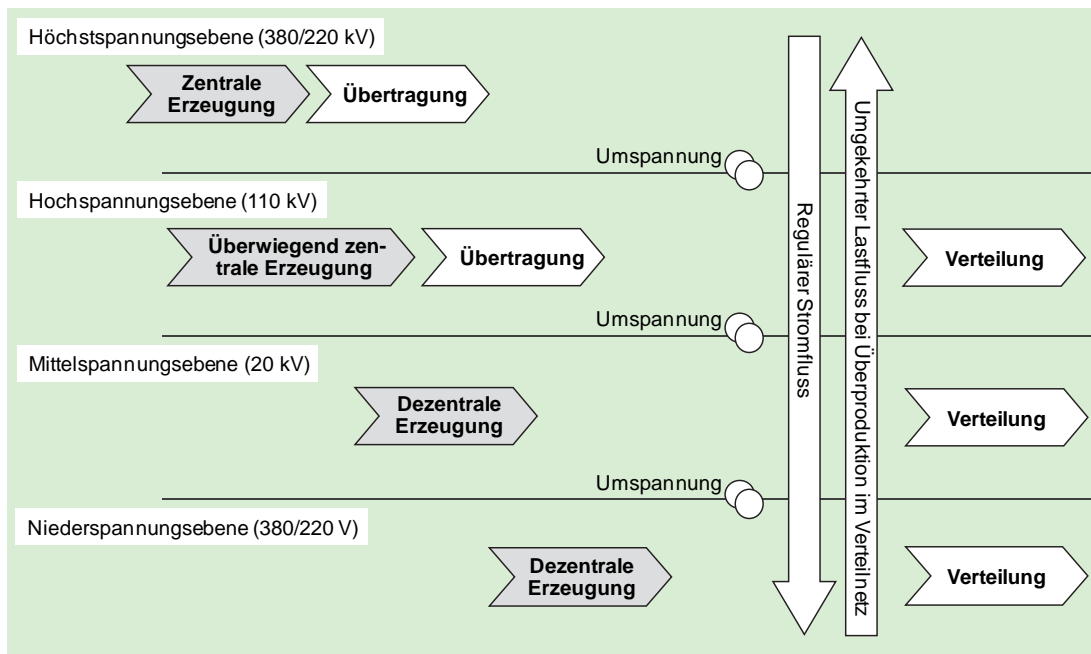 Höchstspannungsebene (380/220 kV)
Zentrale
Erzeugung
Übertragung
Umspannung
Hochspannungsebene (110 kV)
Überwiegend zen-
trale Erzeugung
Übertragung
Verteilung
Umspannung
Mittelspannungsebene (20 kV)
Dezentrale
Erzeugung
Verteilung
Umspannung
Niederspannungsebene (380/220 V)
Dezentrale
Erzeugung
Verteilung
Regulärer Stromfluss
Umgekehrter Lastfluss bei Überproduktion im Verteilnetz